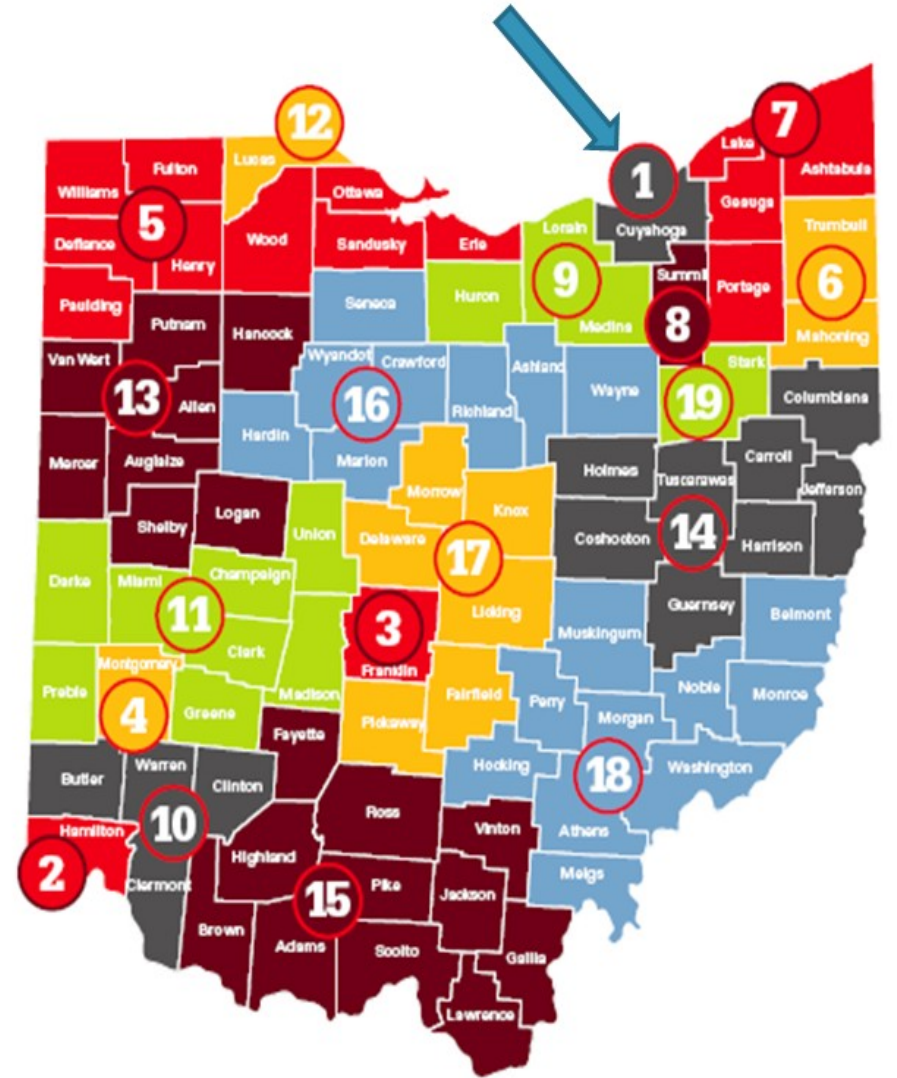 12
7
1
Lake
Ashtabula
Lucas
Fulton
Williams
Ottawa
Geauga
5
Defiance
Henry
Wood
Sandusky
Erie
Lorain
Cuyahoga
Trumbull
9
6
Summit
Paulding
Putnam
Hancock
Seneca
Huron
Medina
8
Portage
Mahoning
Van Wert
Wyandot
Crawford
Ashland
Stark
13
Allen
16
Richland
Wayne
19
Columbiana
Hardin
Mercer
Auglaize
Marion
Holmes
Carroll
Tuscarawas
Jefferson
Morrow
Knox
Shelby
Logan
Union
Delaware
Coshocton
14
Harrison
17
Darke
Miami
Champaign
11
Licking
Guernsey
Belmont
3
Muskingum
Clark
Franklin
Montgomery
Preble
Madison
Fairfield
Perry
Noble
Monroe
4
Greene
Pickaway
Morgan
Fayette
Butler
Warren
Clinton
Hocking
18
Washington
Hamilton
10
Ross
Vinton
Athens
2
Highland
Clermont
Pike
Jackson
Meigs
15
Brown
Adams
Scioto
Gallia
Lawrence